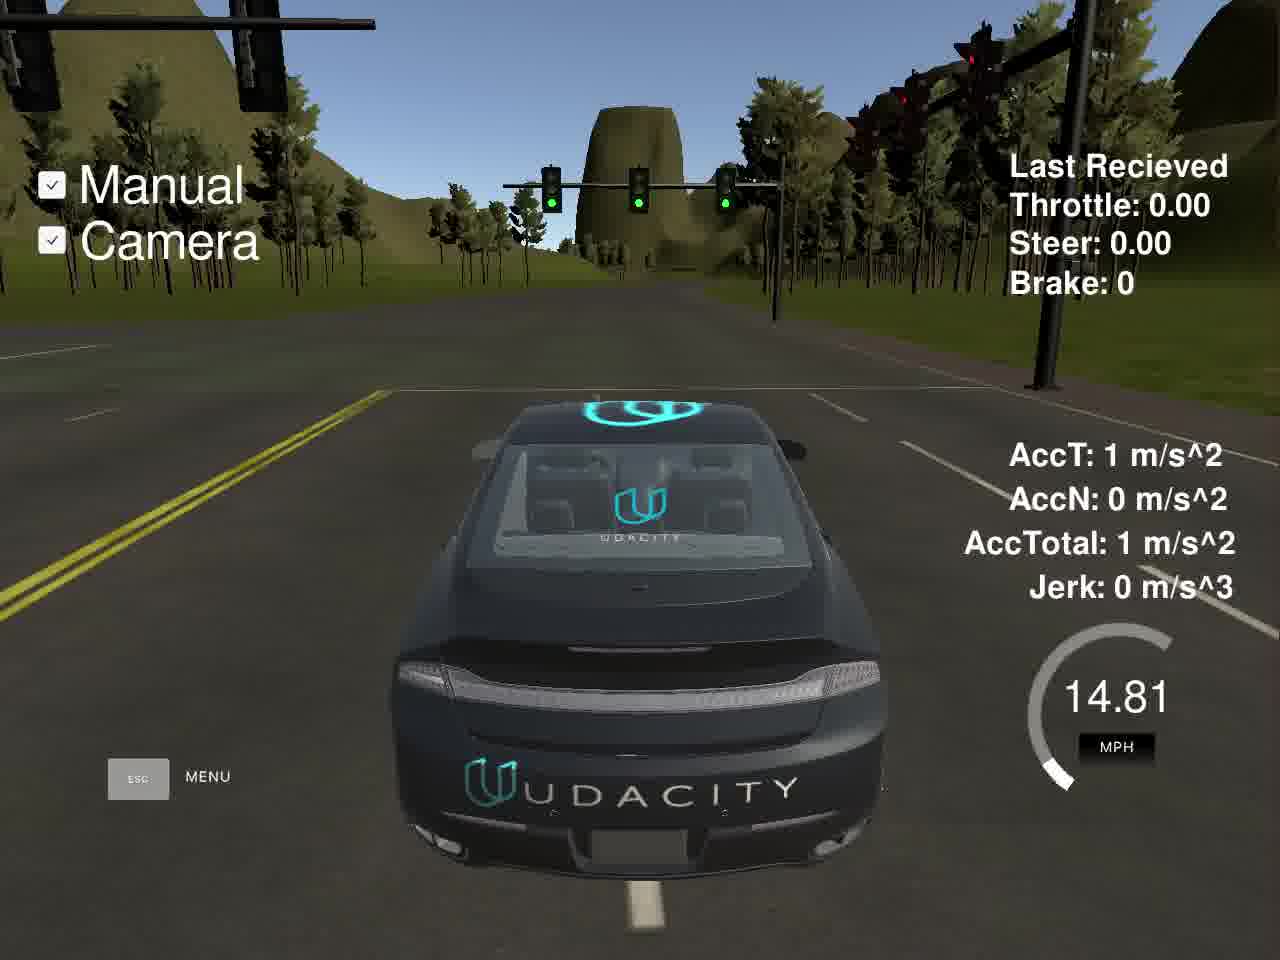 Manual
Camera
Last Recieved
Throttle: 0.00
Steer: 0.00
Brake: 0
AccT: 1 m/s^2
AccN: 0 m/s^2
AccTotal: 1 m/s^2
Jerk: 0 m/s^3
14.81
MPH
ESC MENU
UDACITY
UDACITY